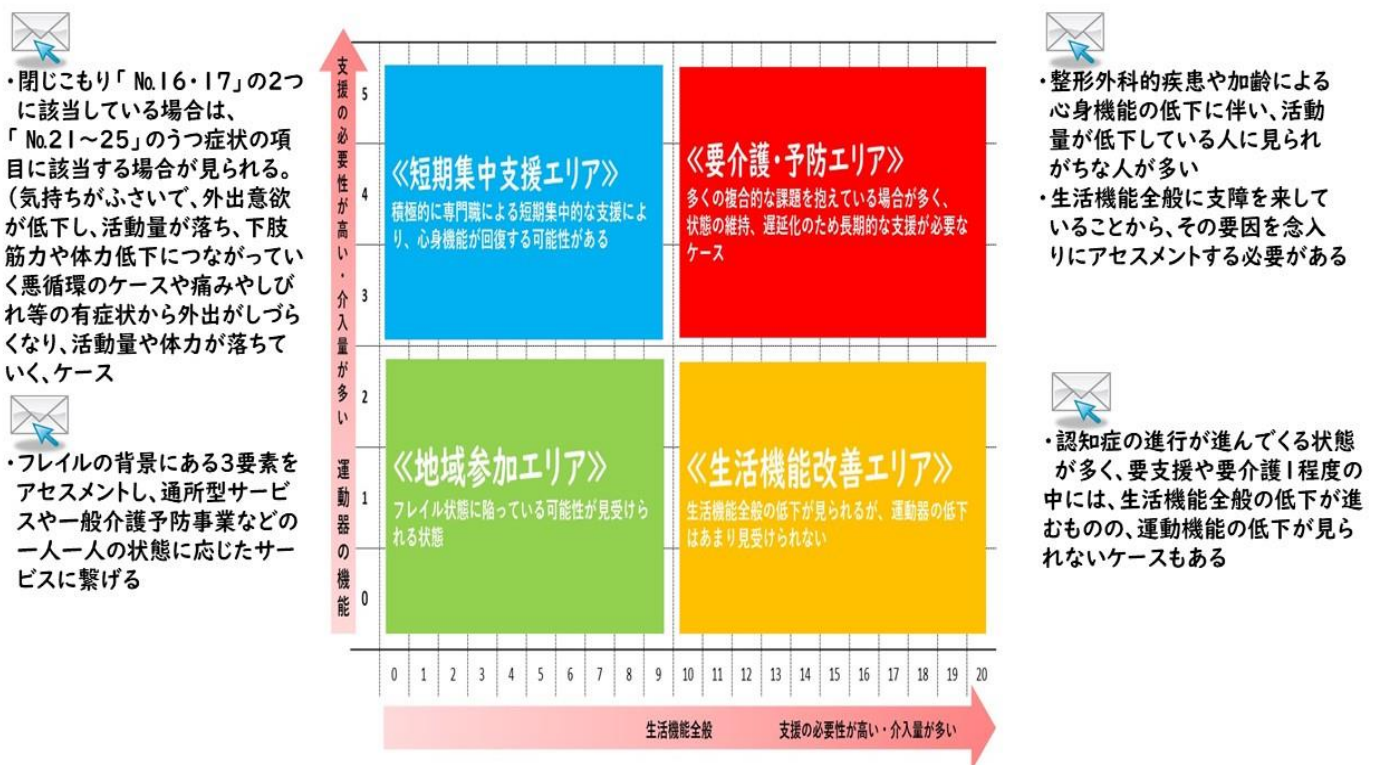 ・閉じこもり「 №16・17」の2つ
に該当している場合は、
「 №21～25」のうつ症状の項
目に該当する場合が見られる。
(気持ちがふさいで、外出意欲
が低下し、活動量が落ち、下肢
筋力や体力低下につながってい
く悪循環のケースや痛みやしび
れ等の有症状から外出がしづら
くなり、活動量や体力が落ちて
いく、ケース
・フレイルの背景にある3要素を
アセスメントし、通所型サービ
スや一般介護予防事業などの
一人一人の状態に応じたサー
ビスに繋げる
支援の必要性が高い・介入量が多い 運動器の機能
5
4
3
2
1
0
《短期集中支援エリア》
積極的に専門職による短期集中的な支援によ
り、心身機能が回復する可能性がある
《要介護・予防エリア》
多くの複合的な課題を抱えている場合が多く、
状態の維持、遅延化のため長期的な支援が必要な
ケース
《地域参加エリア》
フレイル状態に陥っている可能性が見受けら
れる状態
《生活機能改善エリア》
生活機能全般の低下が見られるが、運動器の低下
はあまり見受けられない
0 1 2 3 4 5 6 7 8 9 10 11 12 13 14 15 16 17 18 19 20
生活機能全般 支援の必要性が高い・介入量が多い
・整形外科的疾患や加齢による
心身機能の低下に伴い、活動
量が低下している人に見られ
がちな人が多い
・生活機能全般に支障を来して
いることから、その要因を念入
りにアセスメントする必要がある
・認知症の進行が進んでくる状態
が多く、要支援や要介護1程度の
中には、生活機能全般の低下が進
むものの、運動機能の低下が見ら
れないケースもある